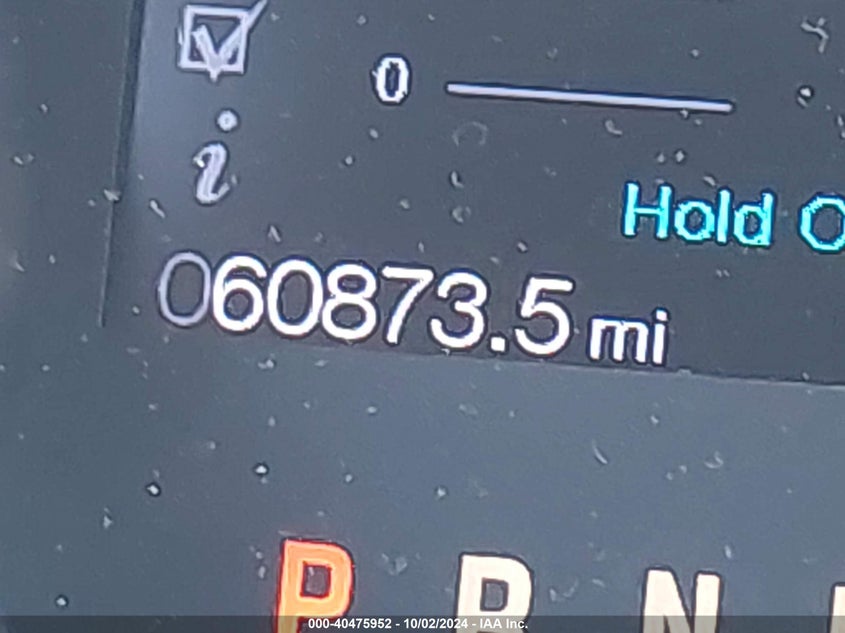 0
Hold O
060873.5 mi
P R N
000-40475952 - 10/02/2024 - IAA Inc.